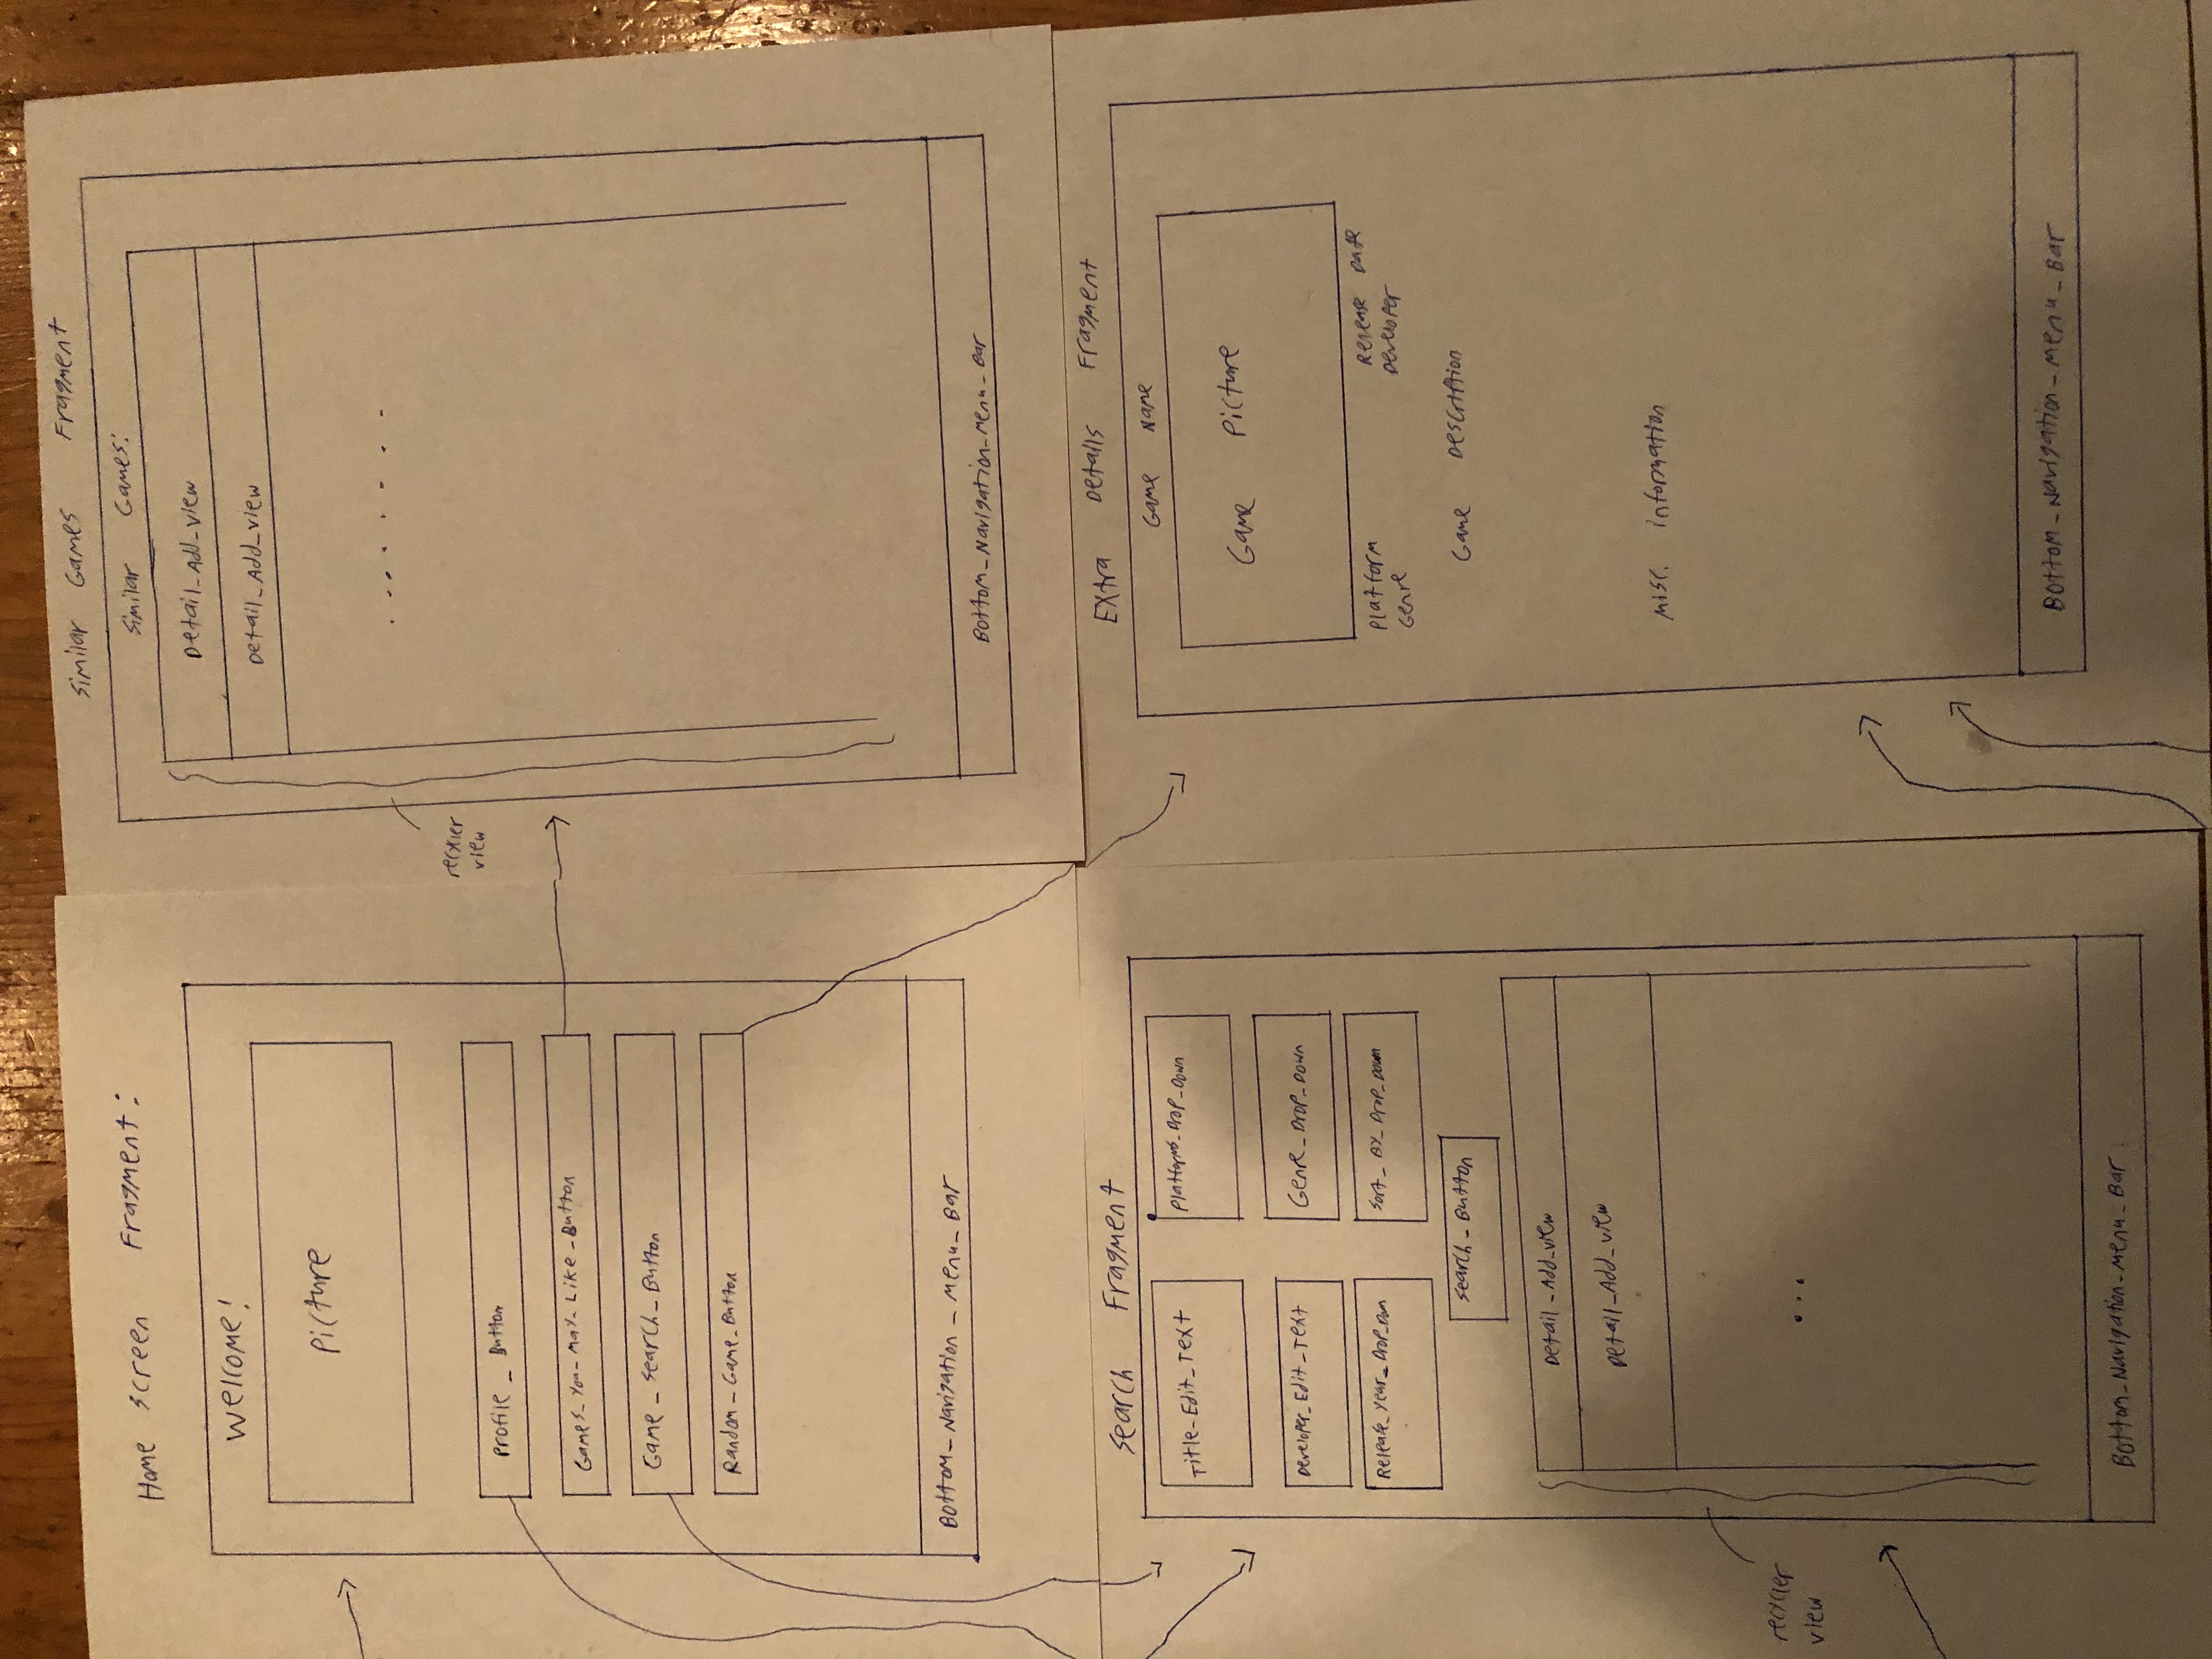 Home Screen Fragment:
Welcome!
Picture
Profile_Button
Games_You_May_Like_Button
Game_Search_Button
Random_Game_Button
Bottom_Navigation_Menu_Bar
Similar Games Fragment
Similar Games:
Detail_Add_View
Detail_Add_View
. . . . . . . .
recycler
view
Bottom_Navigation_Menu_Bar
Search Fragment
Title_Edit_Text
Platforms_Drop_Down
Developer_Edit_Text
Genre_Drop_Down
Release_Year_Drop_Down
Sort_By_Drop_Down
Search_Button
Detail_Add_View
Detail_Add_View
...
recycler
view
Bottom_Navigation_Menu_Bar
Extra Details Fragment
Game Name
Game Picture
Platform
Release Date
Genre
Developer
Game Description
Misc. Information
Bottom_Navigation_Menu_Bar